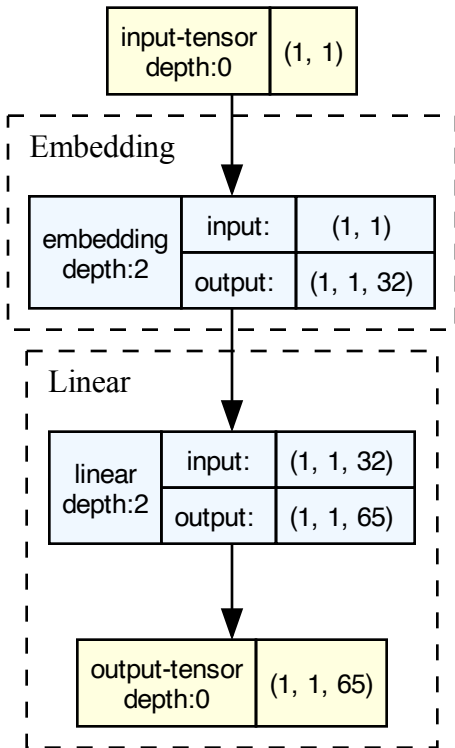 input-tensor
depth:0
(1, 1)
Embedding
embedding
depth:2
input:
(1, 1)
output:
(1, 1, 32)
Linear
linear
depth:2
input:
(1, 1, 32)
output:
(1, 1, 65)
output-tensor
depth:0
(1, 1, 65)